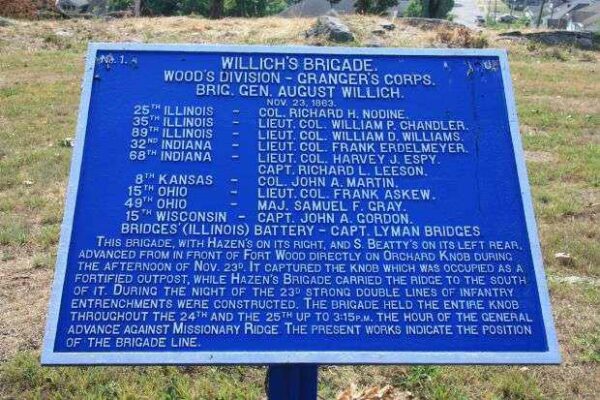 No. 1.
WILLICH'S BRIGADE.
WOOD'S DIVISION - GRANGER'S CORPS.
BRIG. GEN. AUGUST WILLICH.
NOV. 23, 1863.
25TH ILLINOIS - COL. RICHARD H. NODINE.
35TH ILLINOIS - LIEUT. COL. WILLIAM P. CHANDLER.
89TH ILLINOIS - LIEUT. COL. WILLIAM D. WILLIAMS.
32ND INDIANA - LIEUT. COL. FRANK ERDELMEYER.
68TH INDIANA - LIEUT. COL. HARVEY J. ESPY.
CAPT. RICHARD L. LEESON.
8TH KANSAS - COL. JOHN A. MARTIN.
15TH OHIO - LIEUT. COL. FRANK ASKEW.
49TH OHIO - MAJ. SAMUEL F. GRAY.
15TH WISCONSIN - CAPT. JOHN A. GORDON.
BRIDGES' (ILLINOIS) BATTERY - CAPT. LYMAN BRIDGES
THIS BRIGADE, WITH HAZEN'S ON ITS RIGHT, AND S. BEATTY'S ON ITS LEFT REAR,
ADVANCED FROM IN FRONT OF FORT WOOD DIRECTLY ON ORCHARD KNOB DURING
THE AFTERNOON OF NOV. 23D. IT CAPTURED THE KNOB WHICH WAS OCCUPIED AS A
FORTIFIED OUTPOST, WHILE HAZEN'S BRIGADE CARRIED THE RIDGE TO THE SOUTH
OF IT. DURING THE NIGHT OF THE 23D STRONG DOUBLE LINES OF INFANTRY
ENTRENCHMENTS WERE CONSTRUCTED. THE BRIGADE HELD THE ENTIRE KNOB
THROUGHOUT THE 24TH AND THE 25TH UP TO 3:15 P.M. THE HOUR OF THE GENERAL
ADVANCE AGAINST MISSIONARY RIDGE THE PRESENT WORKS INDICATE THE POSITION
OF THE BRIGADE LINE.